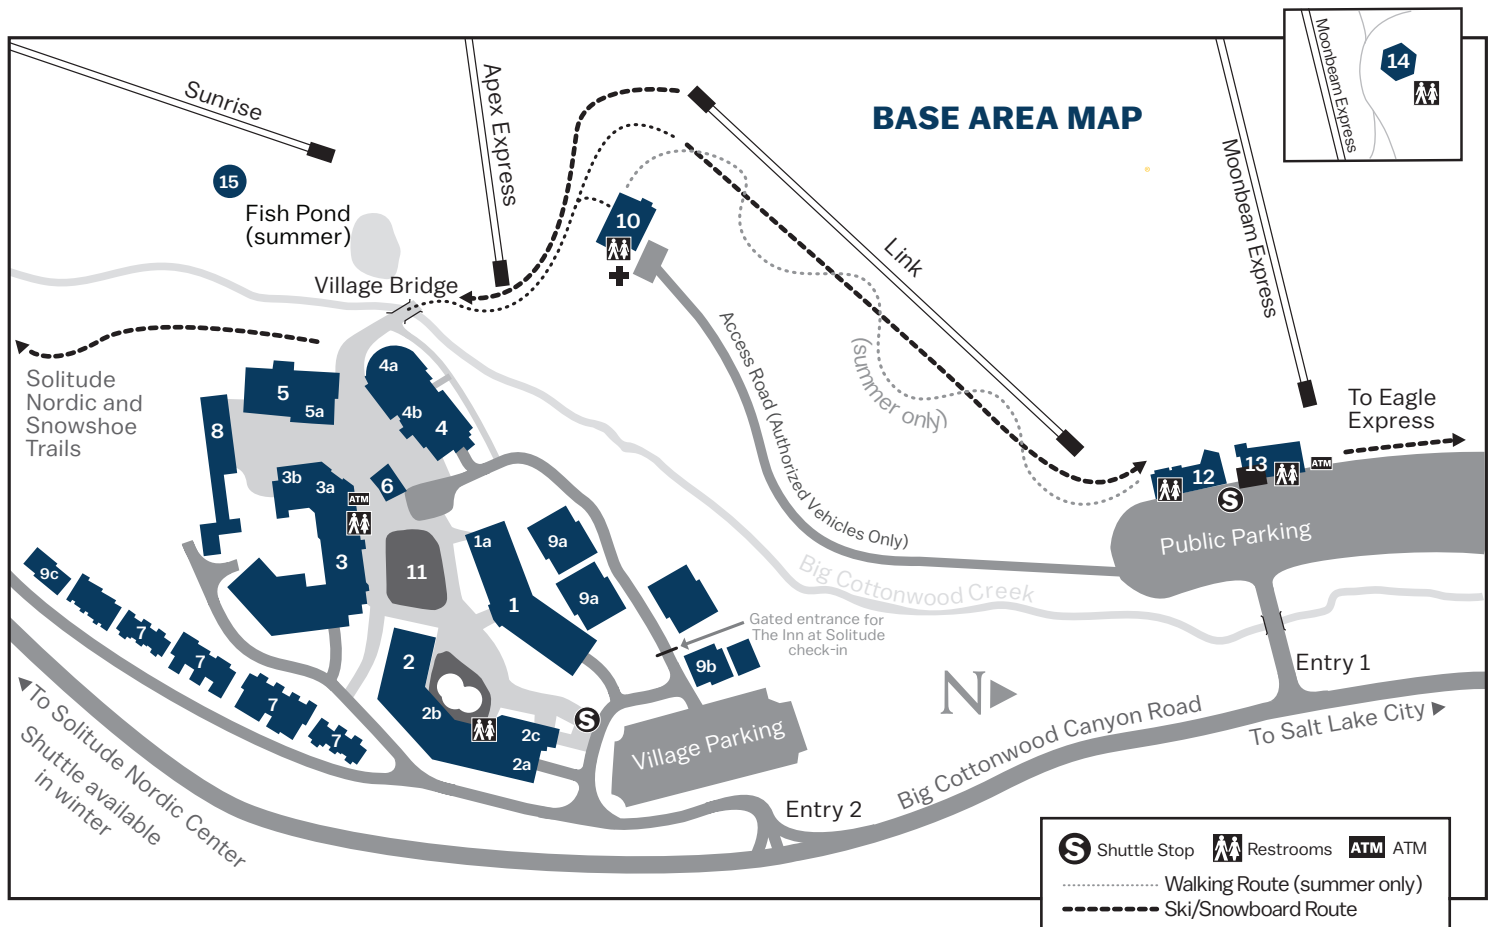 BASE AREA MAP
Sunrise
Apex Express
Moonbeam Express
14
15
Fish Pond
(summer)
Village Bridge
10
Link
Moonbeam Express
Access Road (Authorized Vehicles Only)
(summer only)
Solitude
Nordic and
Snowshoe
Trails
5
5a
4a
4b
4
8
3b
3a
6
ATM
3
11
1a
1
9a
9a
9c
7
7
7
7
2
2b
2c
2a
S
9b
Gated entrance for
The Inn at Solitude
check-in
Village Parking
To Eagle
Express
12
13
ATM
S
Public Parking
Big Cottonwood Creek
N
Entry 1
Big Cottonwood Canyon Road
To Salt Lake City
Entry 2
To Solitude Nordic Center
Shuttle available
in winter
S Shuttle Stop
Restrooms
ATM ATM
Walking Route (summer only)
Ski/Snowboard Route